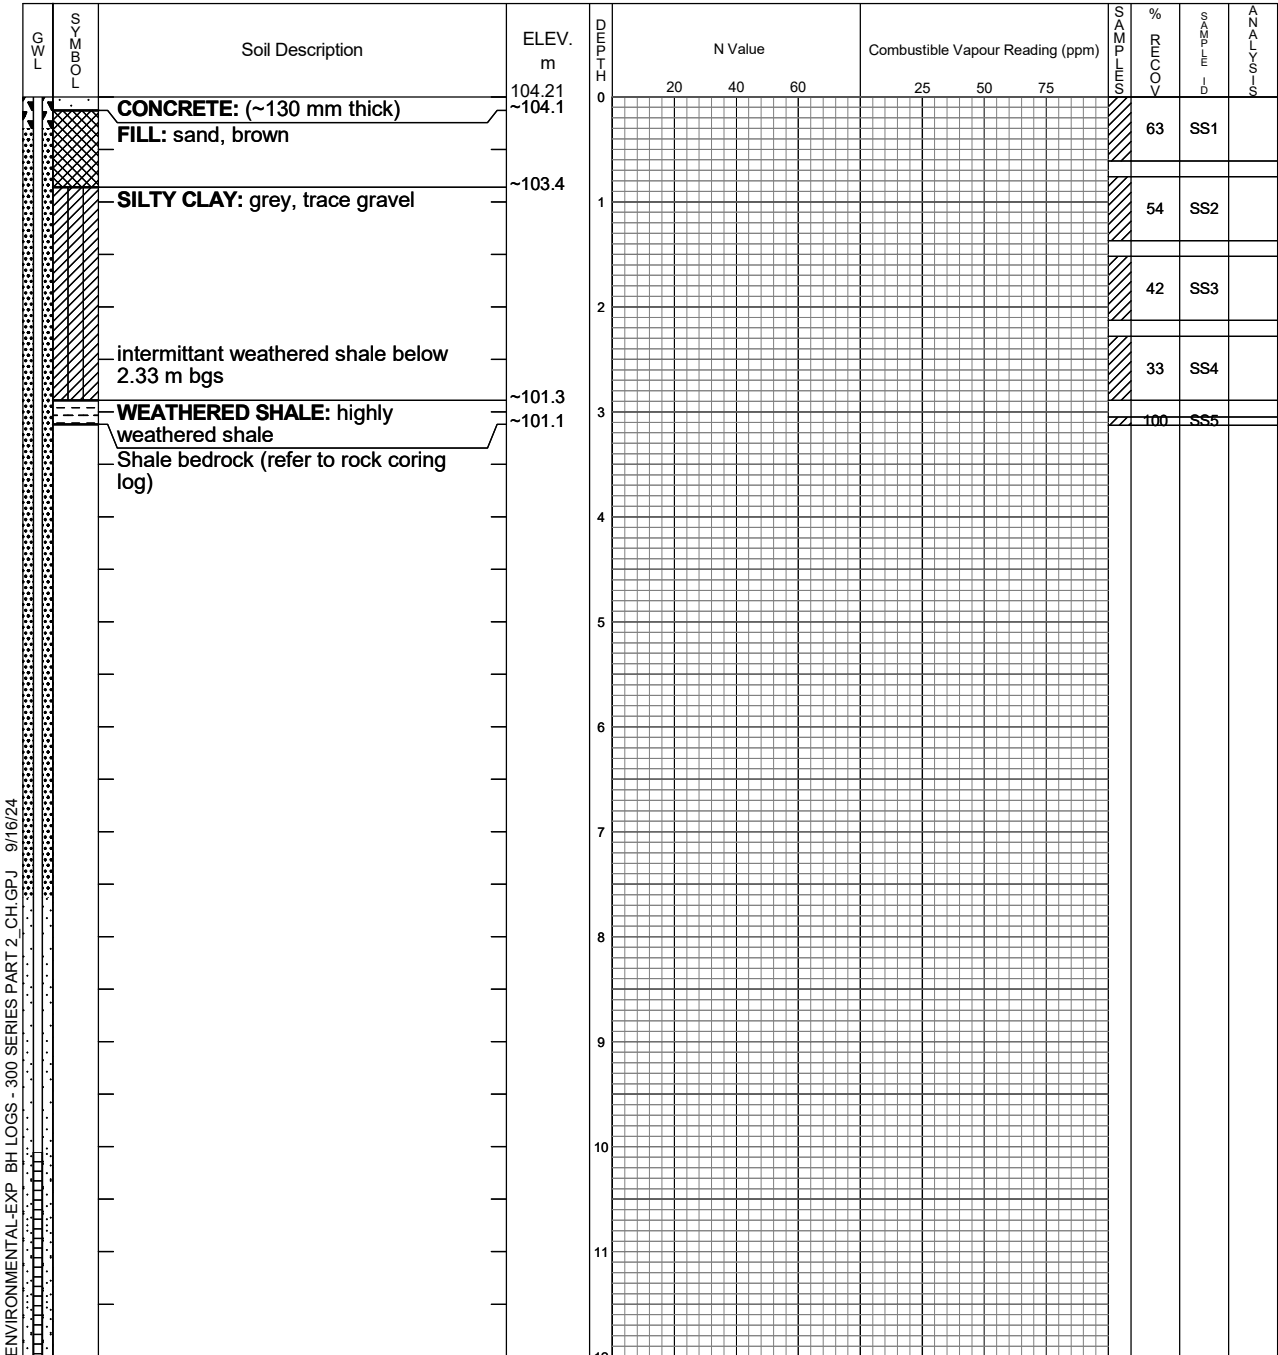 GWL
SYMBOL
Soil Description
ELEV.
m
104.21
DEPTH
N Value
20 40 60
Combustible Vapour Reading (ppm)
25 50 75
SAMPLES
% RECOV
SAMPLE ID
ANALYSIS
0
CONCRETE: (~130 mm thick)
~104.1
FILL: sand, brown
63 SS1
~103.4
SILTY CLAY: grey, trace gravel
1
54 SS2
42 SS3
2
intermittant weathered shale below
2.33 m bgs
33 SS4
~101.3
WEATHERED SHALE: highly
weathered shale
3
~101.1
100 SS5
Shale bedrock (refer to rock coring
log)
4
5
6
7
8
9
10
11
ENVIRONMENTAL-EXP BH LOGS - 300 SERIES PART 2_CH.GPJ 9/16/24